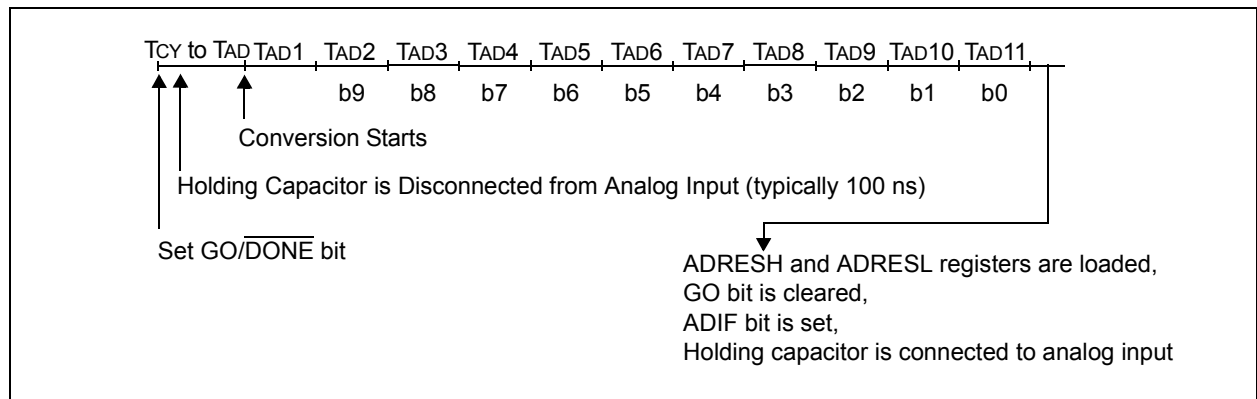 TCY to TAD TAD1 TAD2 TAD3 TAD4 TAD5 TAD6 TAD7 TAD8 TAD9 TAD10 TAD11
b9 b8 b7 b6 b5 b4 b3 b2 b1 b0
Conversion Starts
Holding Capacitor is Disconnected from Analog Input (typically 100 ns)
Set GO/DONE bit
ADRESH and ADRESL registers are loaded,
GO bit is cleared,
ADIF bit is set,
Holding capacitor is connected to analog input